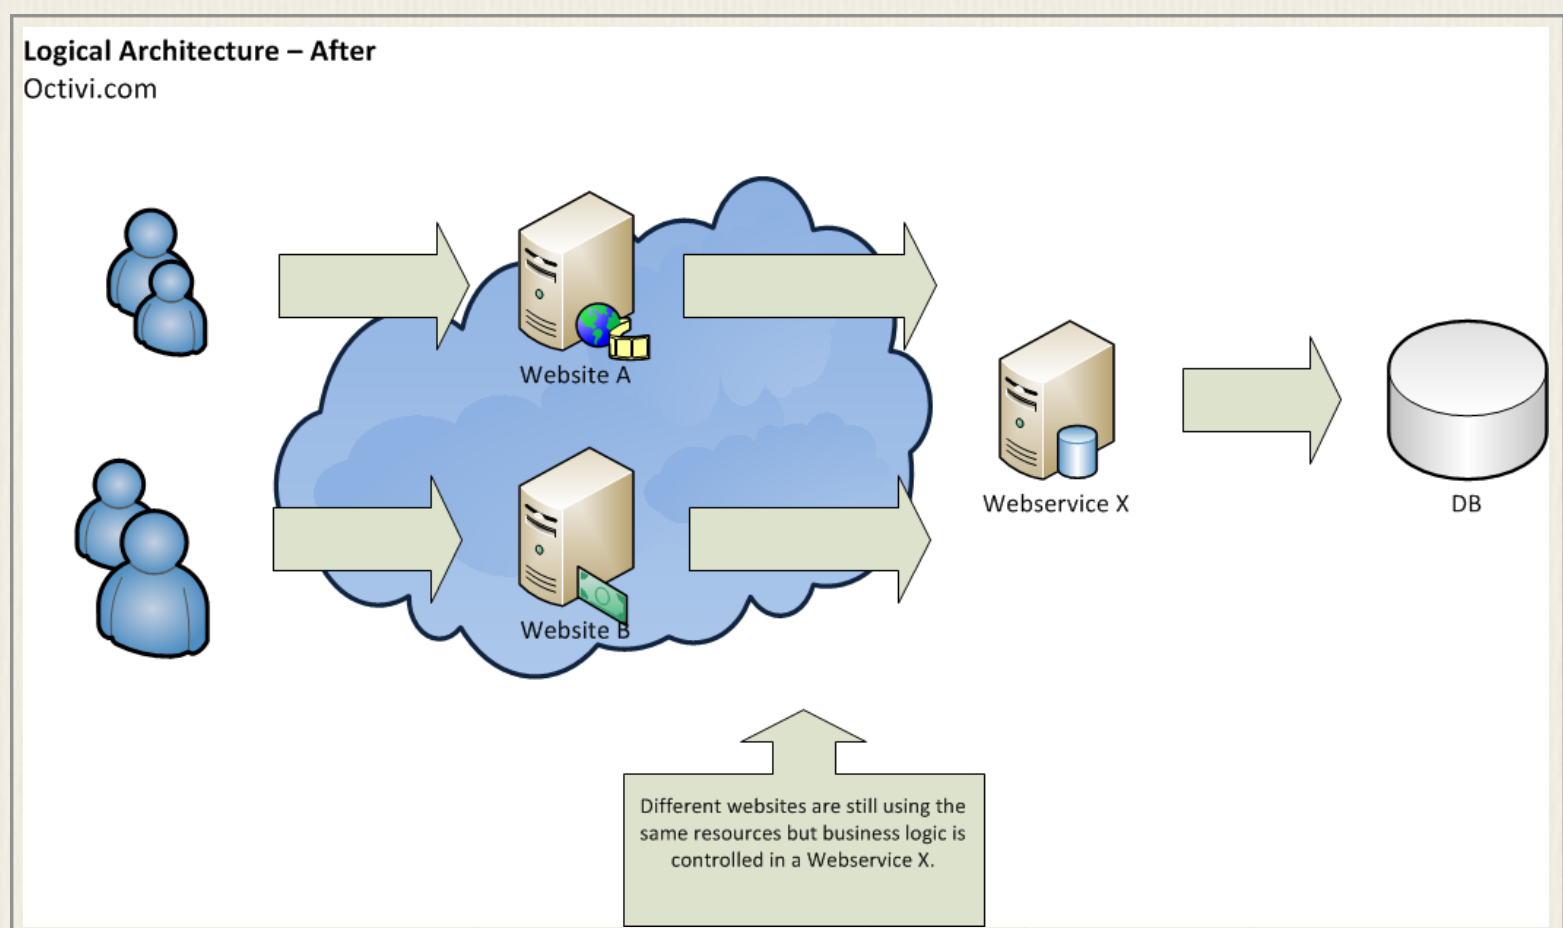 Logical Architecture – After
Octivi.com
Website A
Website B
Webservice X
DB
Different websites are still using the
same resources but business logic is
controlled in a Webservice X.